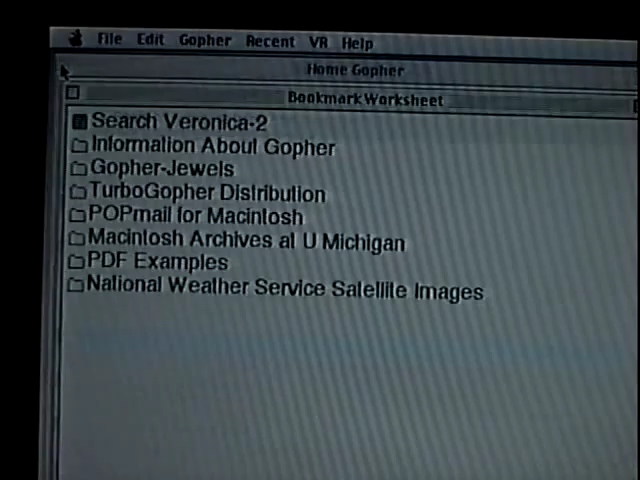 File Edit Gopher Recent VR Help
Home Gopher
Bookmark Worksheet
Search Veronica-2
Information About Gopher
Gopher-Jewels
TurboGopher Distribution
POPmail for Macintosh
Macintosh Archives at U Michigan
PDF Examples
National Weather Service Satellite Images